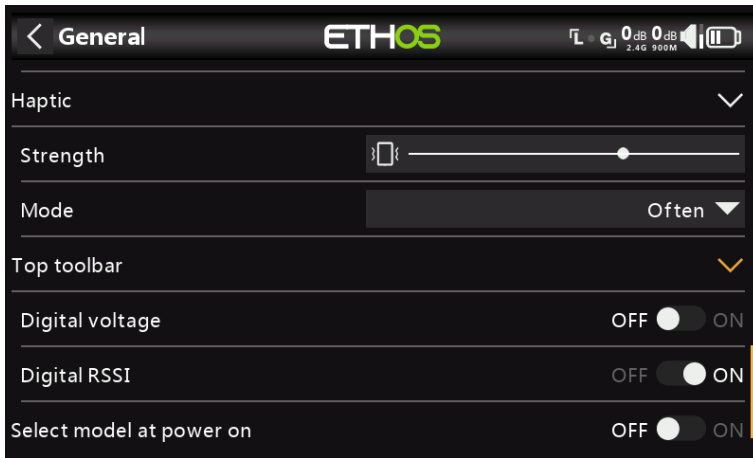 General ETHOS L G 0dB 2.4G 0dB 900M
Haptic
Strength
Mode Often
Top toolbar
Digital voltage OFF ON
Digital RSSI OFF ON
Select model at power on OFF ON